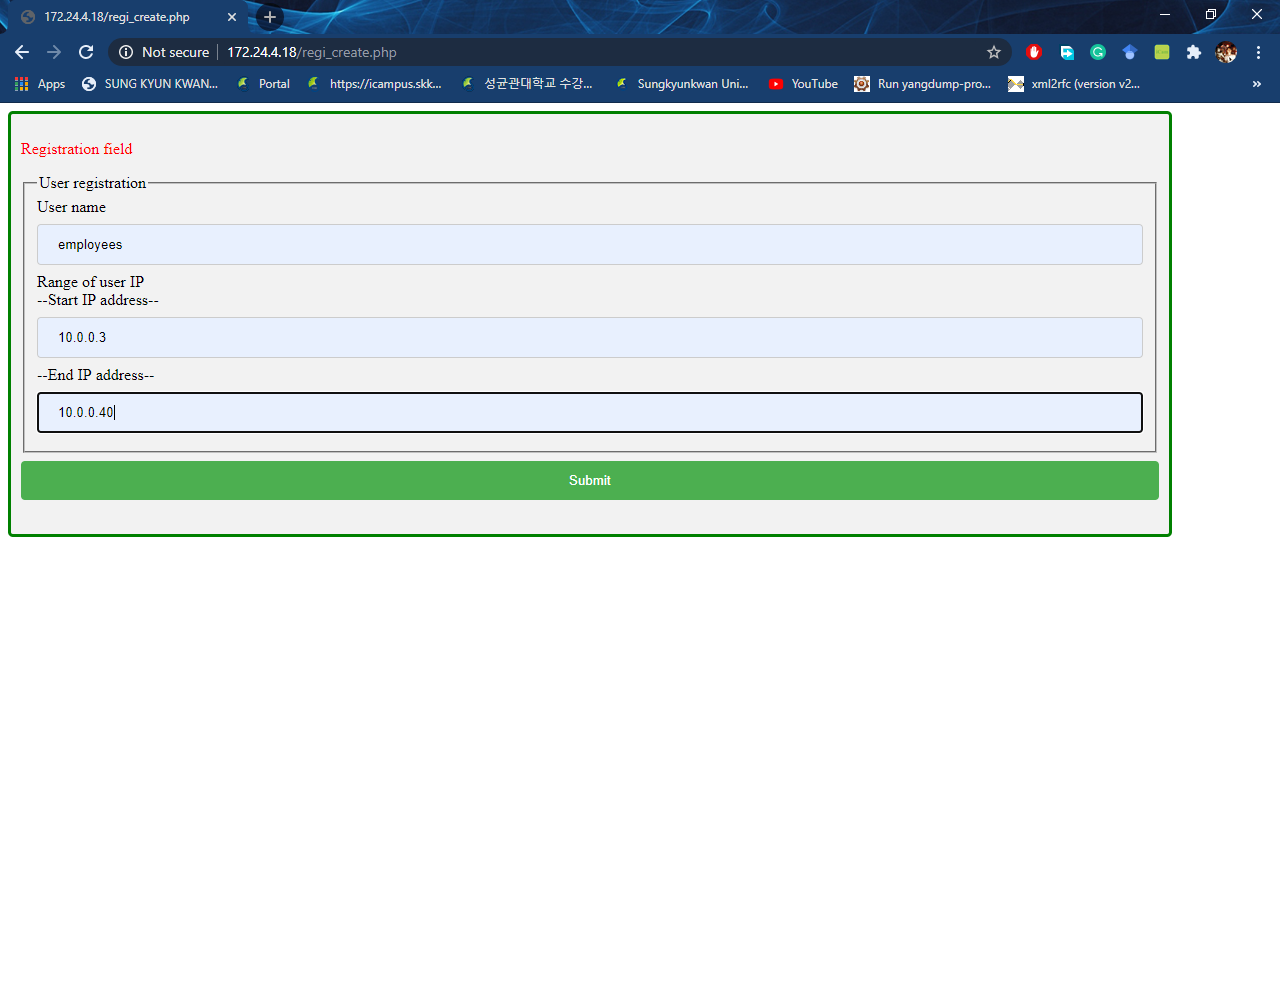 172.24.4.18/regi_create.php
Not secure 172.24.4.18/regi_create.php
Apps SUNG KYUN KWAN... Portal https://icampus.skk... 성균관대학교 수강... Sungkyunkwan Uni... YouTube Run yangdump-pro... xml2rfc (version v2... »
Registration field
User registration
User name
employees
Range of user IP
--Start IP address--
10.0.0.3
--End IP address--
10.0.0.40
Submit